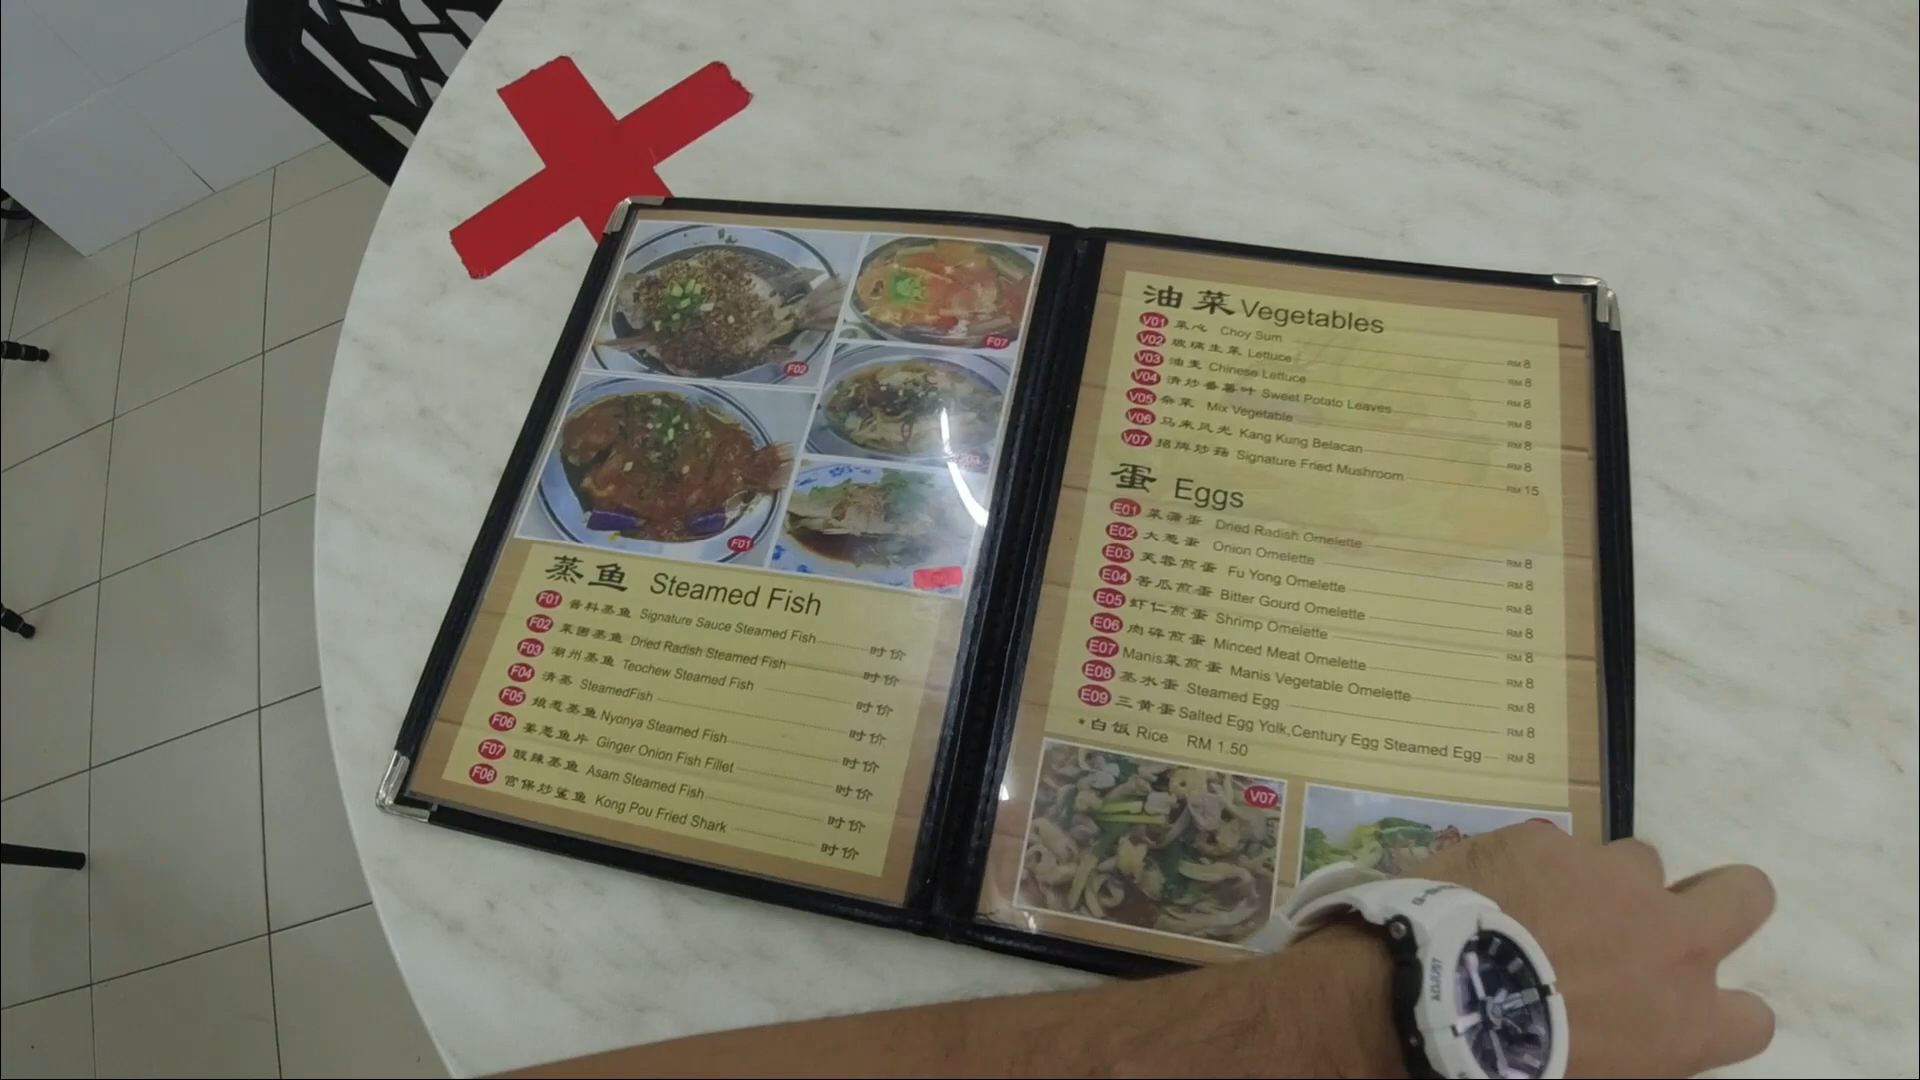 F02
F07
F03
F01
蒸鱼 Steamed Fish
F01 酱料蒸鱼 Signature Sauce Steamed Fish 时价
F02 菜圃蒸鱼 Dried Radish Steamed Fish 时价
F03 潮州蒸鱼 Teochew Steamed Fish 时价
F04 清蒸 SteamedFish 时价
F05 娘惹蒸鱼 Nyonya Steamed Fish 时价
F06 姜葱鱼片 Ginger Onion Fish Fillet 时价
F07 酸辣蒸鱼 Asam Steamed Fish 时价
F08 宫保炒鲨鱼 Kong Pou Fried Shark 时价
油菜 Vegetables
V01 菜心 Choy Sum RM 8
V02 玻璃生菜 Lettuce RM 8
V03 油麦 Chinese Lettuce RM 8
V04 清炒番薯叶 Sweet Potato Leaves RM 8
V05 杂菜 Mix Vegetable RM 8
V06 马来风光 Kang Kung Belacan RM 8
V07 招牌炒菇 Signature Fried Mushroom RM 15
蛋 Eggs
E01 菜蒲蛋 Dried Radish Omelette RM 8
E02 大葱蛋 Onion Omelette RM 8
E03 芙蓉煎蛋 Fu Yong Omelette RM 8
E04 苦瓜煎蛋 Bitter Gourd Omelette RM 8
E05 虾仁煎蛋 Shrimp Omelette RM 8
E06 肉碎煎蛋 Minced Meat Omelette RM 8
E07 Manis菜煎蛋 Manis Vegetable Omelette RM 8
E08 蒸水蛋 Steamed Egg RM 8
E09 三黄蛋 Salted Egg Yolk,Century Egg Steamed Egg RM 8
* 白饭 Rice RM 1.50
V07
ADJUST